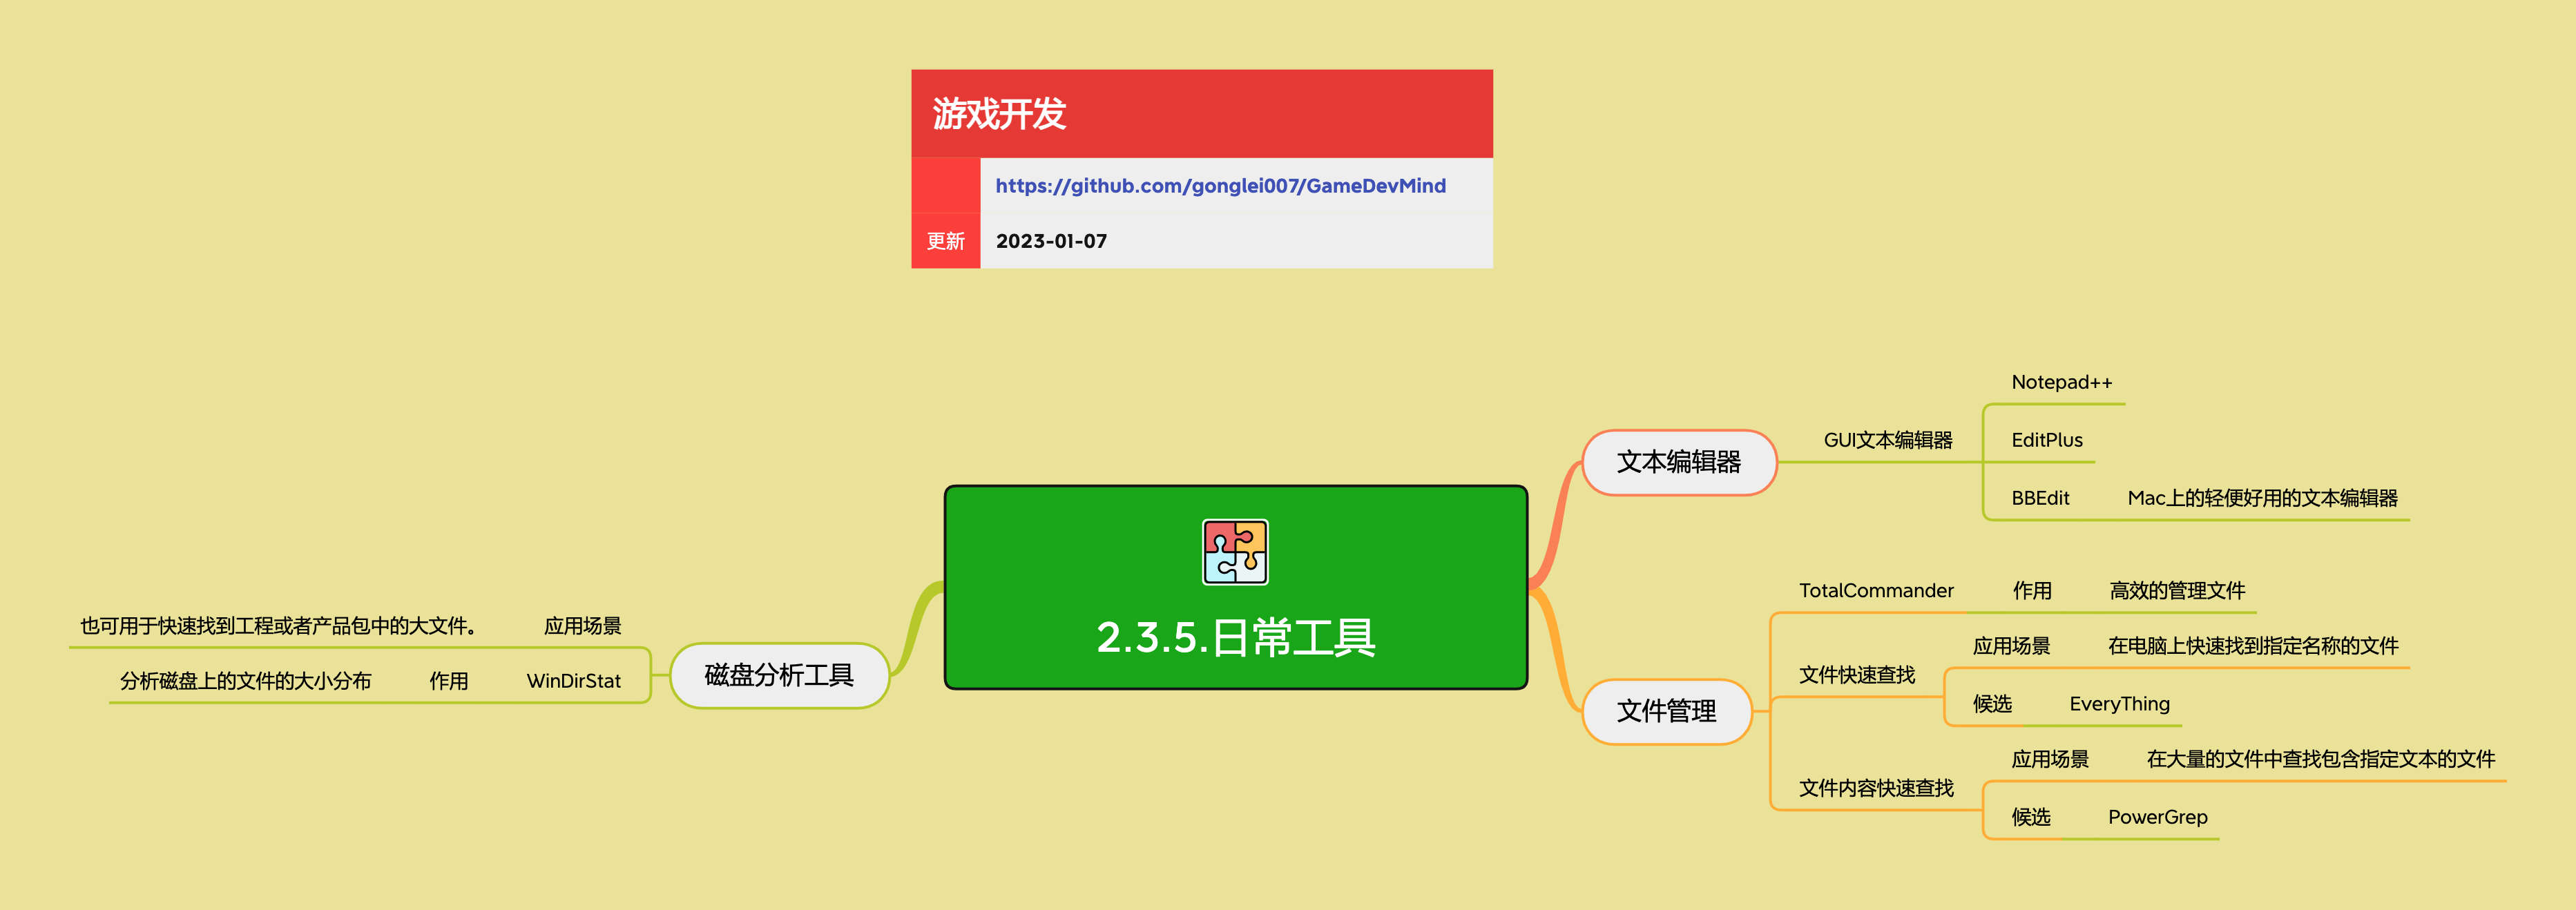 游戏开发
https://github.com/gonglei007/GameDevMind
更新 2023-01-07
2.3.5.日常工具
文本编辑器
GUI文本编辑器
Notepad++
EditPlus
BBEdit Mac上的轻便好用的文本编辑器
文件管理
TotalCommander 作用 高效的管理文件
文件快速查找
应用场景 在电脑上快速找到指定名称的文件
候选 EveryThing
文件内容快速查找
应用场景 在大量的文件中查找包含指定文本的文件
候选 PowerGrep
磁盘分析工具
也可用于快速找到工程或者产品包中的大文件。 应用场景
分析磁盘上的文件的大小分布 作用 WinDirStat